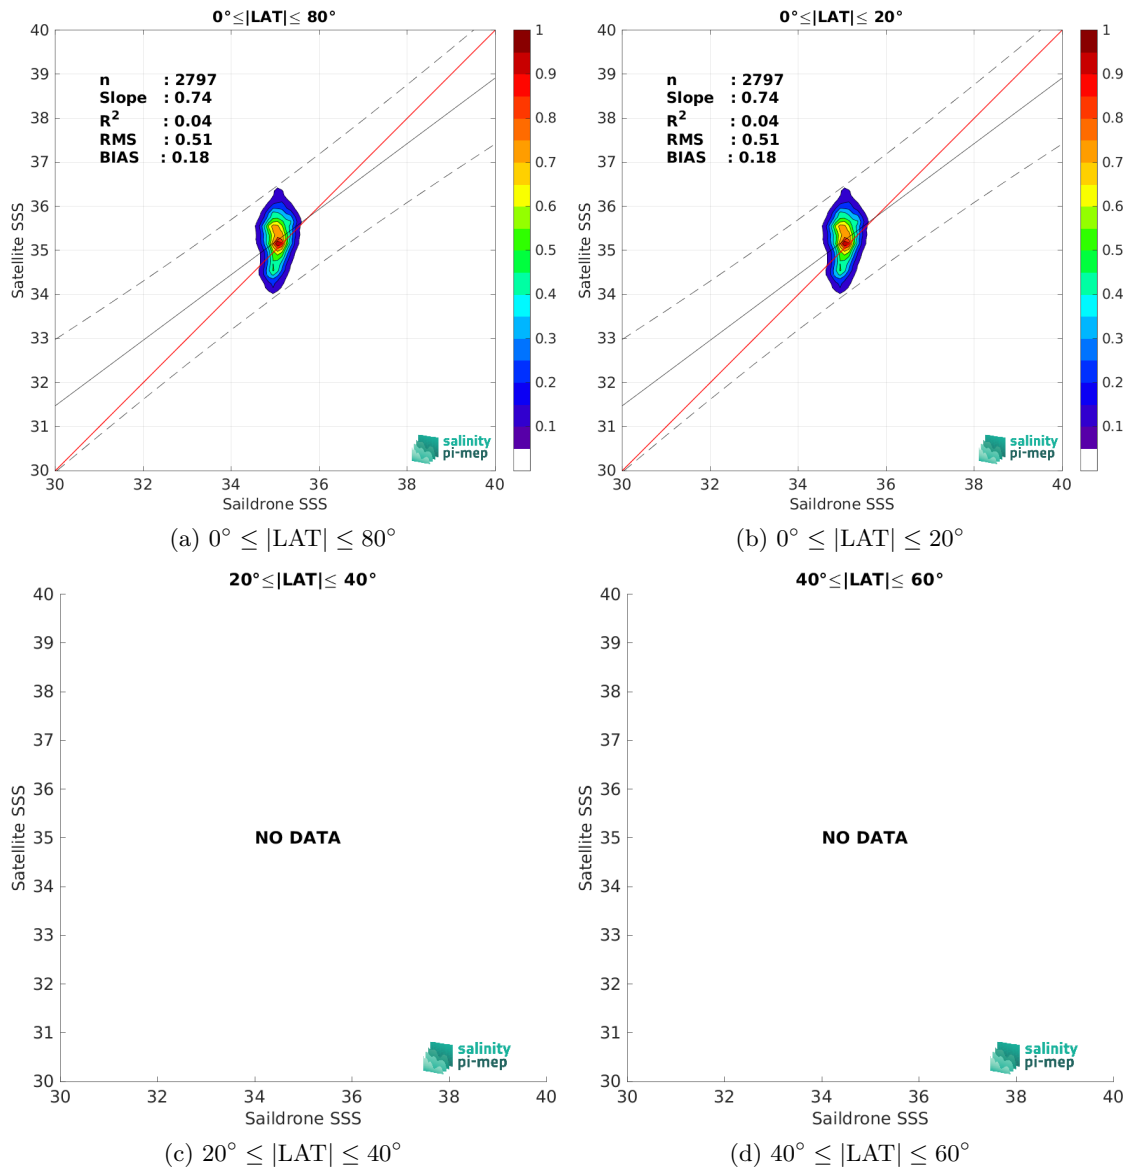 0°≤|LAT|≤ 80°
40
39
38
37
36
35
34
33
32
31
30
30 32 34 36 38 40
Satellite SSS
Saildrone SSS
n : 2797
Slope : 0.74
R² : 0.04
RMS : 0.51
BIAS : 0.18
1
0.9
0.8
0.7
0.6
0.5
0.4
0.3
0.2
0.1
salinity
pi-mep
(a) 0° ≤ |LAT| ≤ 80°
0°≤|LAT|≤ 20°
40
39
38
37
36
35
34
33
32
31
30
30 32 34 36 38 40
Satellite SSS
Saildrone SSS
n : 2797
Slope : 0.74
R² : 0.04
RMS : 0.51
BIAS : 0.18
1
0.9
0.8
0.7
0.6
0.5
0.4
0.3
0.2
0.1
salinity
pi-mep
(b) 0° ≤ |LAT| ≤ 20°
20°≤|LAT|≤ 40°
40
39
38
37
36
35
34
33
32
31
30
30 32 34 36 38 40
Satellite SSS
Saildrone SSS
NO DATA
salinity
pi-mep
(c) 20° ≤ |LAT| ≤ 40°
40°≤|LAT|≤ 60°
40
39
38
37
36
35
34
33
32
31
30
30 32 34 36 38 40
Satellite SSS
Saildrone SSS
NO DATA
salinity
pi-mep
(d) 40° ≤ |LAT| ≤ 60°